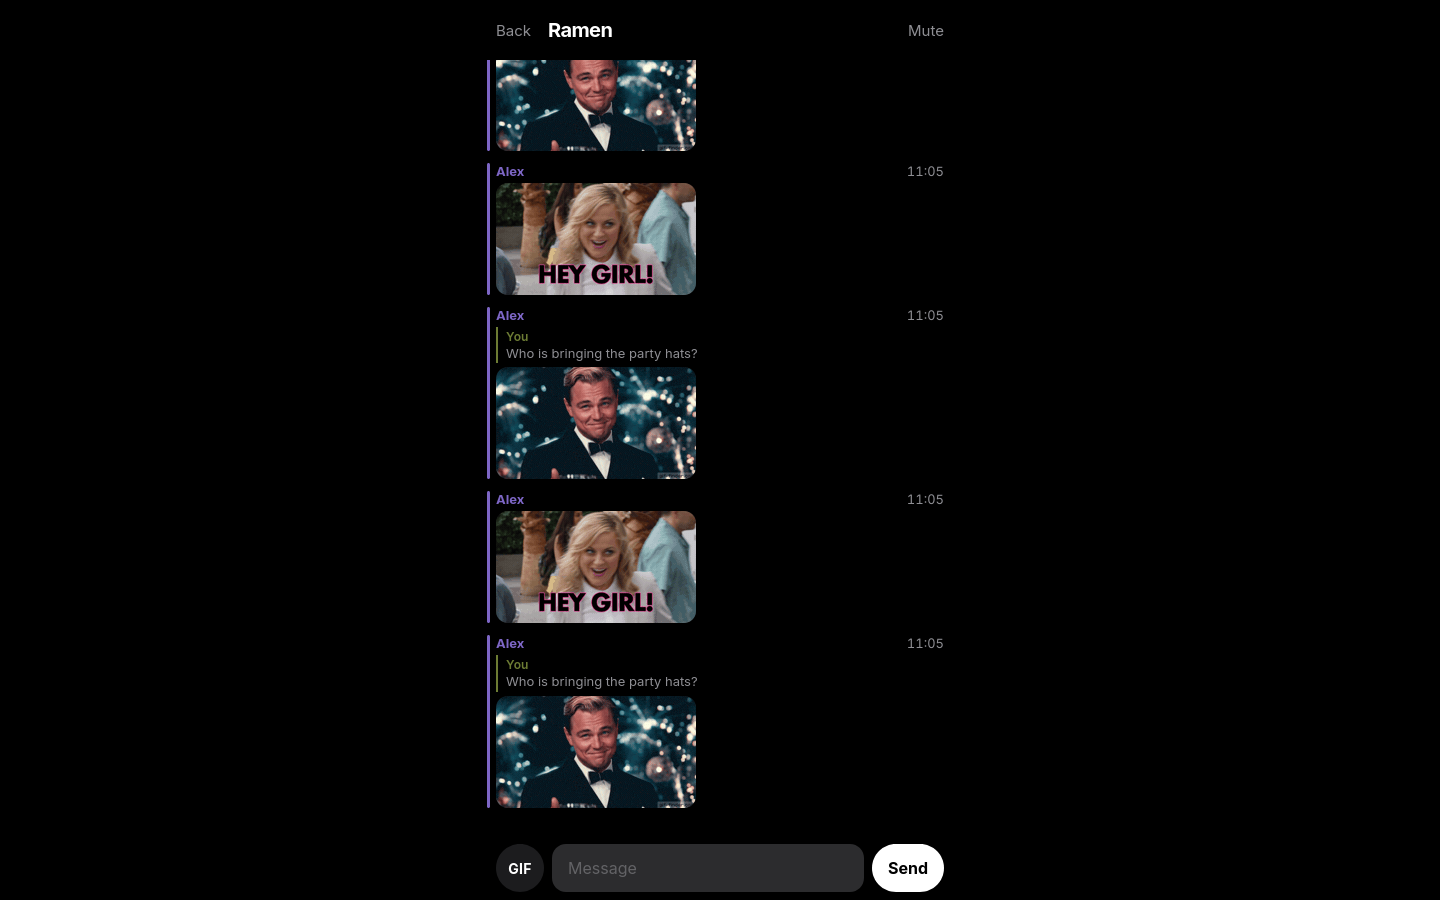 Back Ramen Mute
Alex 11:05
HEY GIRL!
Alex 11:05
You
Who is bringing the party hats?
Alex 11:05
HEY GIRL!
Alex 11:05
You
Who is bringing the party hats?
GIF Message Send